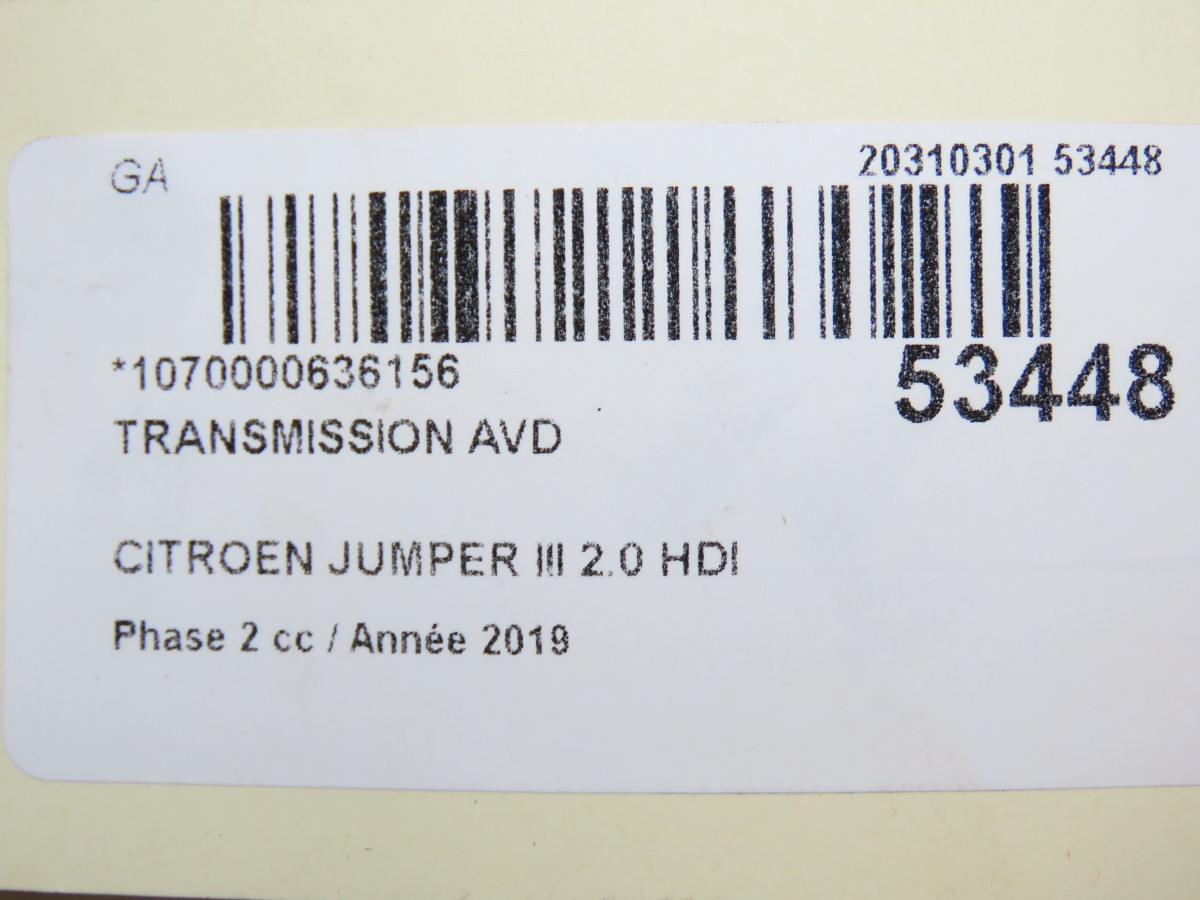 GA
20310301 53448
*1070000636156
53448
TRANSMISSION AVD
CITROEN JUMPER III 2.0 HDI
Phase 2 cc / Année 2019